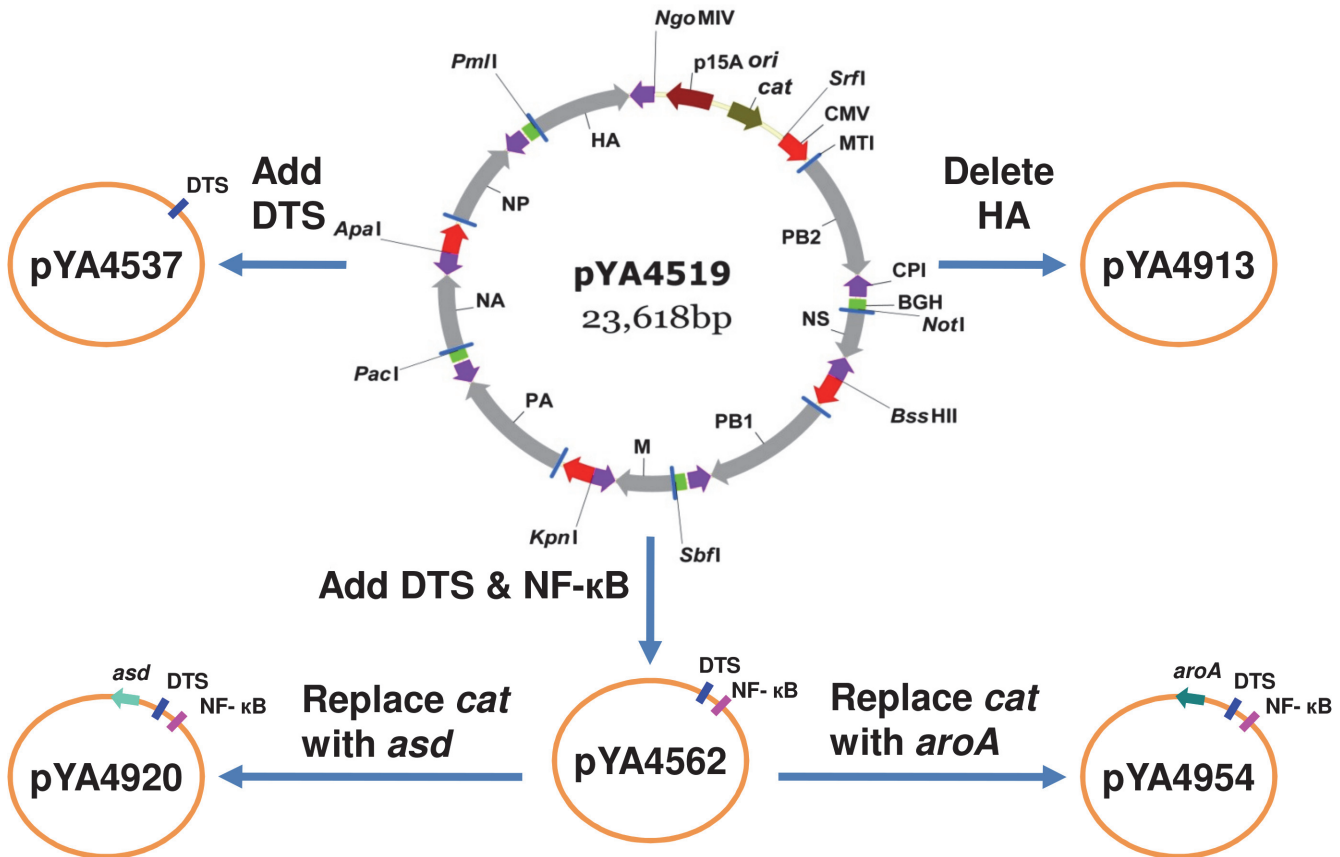 NgoMIV
p15A ori
cat
SrfI
CMV
MTI
PmlI
HA
NP
PB2
ApaI
NA
CPI
BGH
NotI
NS
PacI
PA
M
PB1
BssHII
KpnI
SbfI
pYA4519
23,618bp
Add
DTS
DTS
pYA4537
Delete
HA
pYA4913
Add DTS & NF-κB
DTS
NF- κB
pYA4562
Replace cat
with asd
asd
DTS
NF- κB
pYA4920
Replace cat
with aroA
aroA
DTS
NF- κB
pYA4954